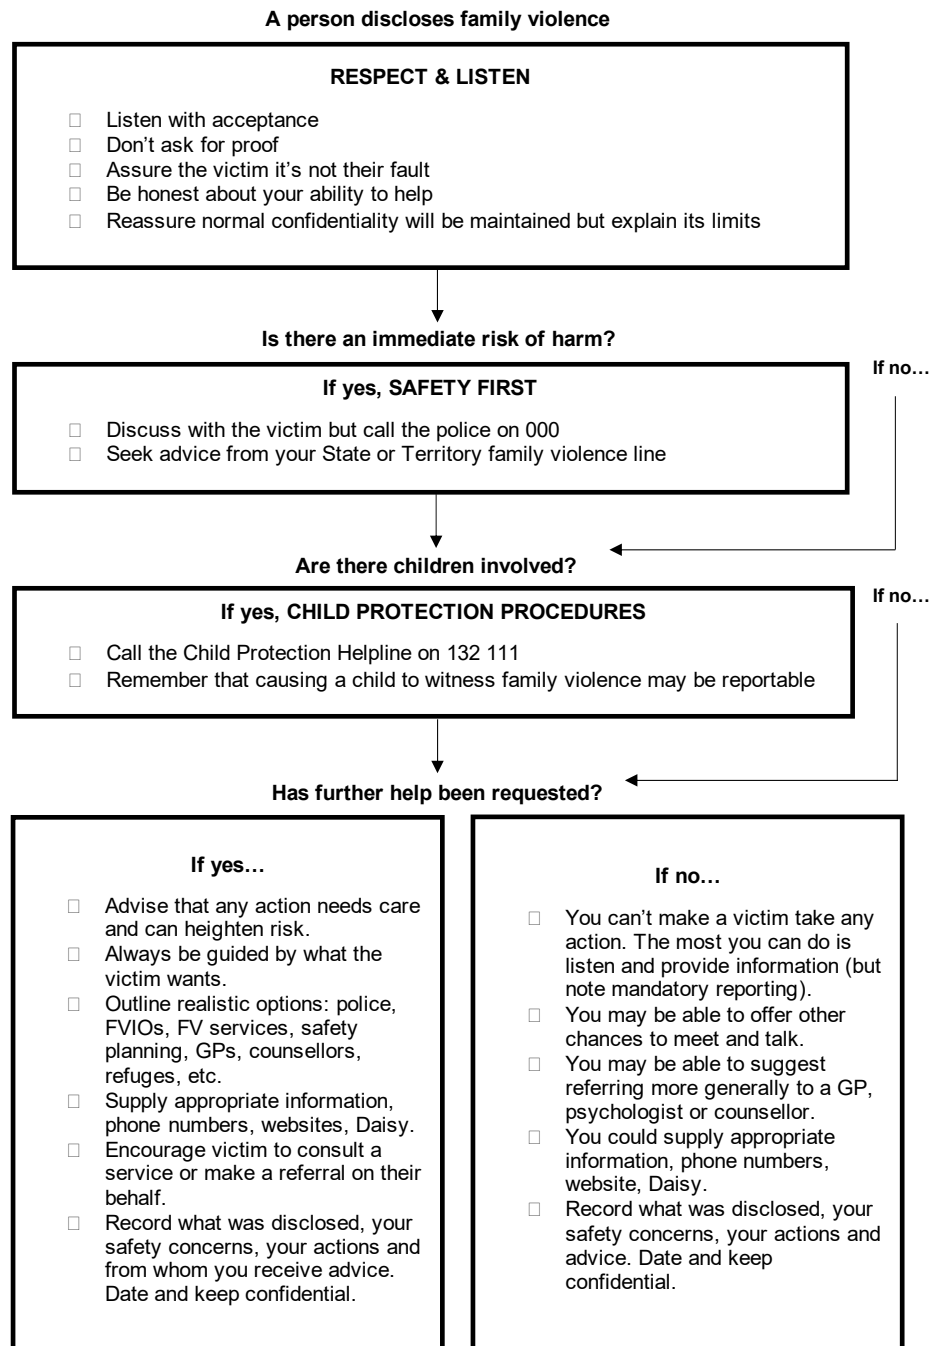 A person discloses family violence
RESPECT & LISTEN
☐ Listen with acceptance
☐ Don’t ask for proof
☐ Assure the victim it’s not their fault
☐ Be honest about your ability to help
☐ Reassure normal confidentiality will be maintained but explain its limits
Is there an immediate risk of harm?
If no…
If yes, SAFETY FIRST
☐ Discuss with the victim but call the police on 000
☐ Seek advice from your State or Territory family violence line
Are there children involved?
If no…
If yes, CHILD PROTECTION PROCEDURES
☐ Call the Child Protection Helpline on 132 111
☐ Remember that causing a child to witness family violence may be reportable
Has further help been requested?
If yes…
☐ Advise that any action needs care
and can heighten risk.
☐ Always be guided by what the
victim wants.
☐ Outline realistic options: police,
FVIOs, FV services, safety
planning, GPs, counsellors,
refuges, etc.
☐ Supply appropriate information,
phone numbers, websites, Daisy.
☐ Encourage victim to consult a
service or make a referral on their
behalf.
☐ Record what was disclosed, your
safety concerns, your actions and
from whom you receive advice.
Date and keep confidential.
If no…
☐ You can’t make a victim take any
action. The most you can do is
listen and provide information (but
note mandatory reporting).
☐ You may be able to offer other
chances to meet and talk.
☐ You may be able to suggest
referring more generally to a GP,
psychologist or counsellor.
☐ You could supply appropriate
information, phone numbers,
website, Daisy.
☐ Record what was disclosed, your
safety concerns, your actions and
advice. Date and keep
confidential.